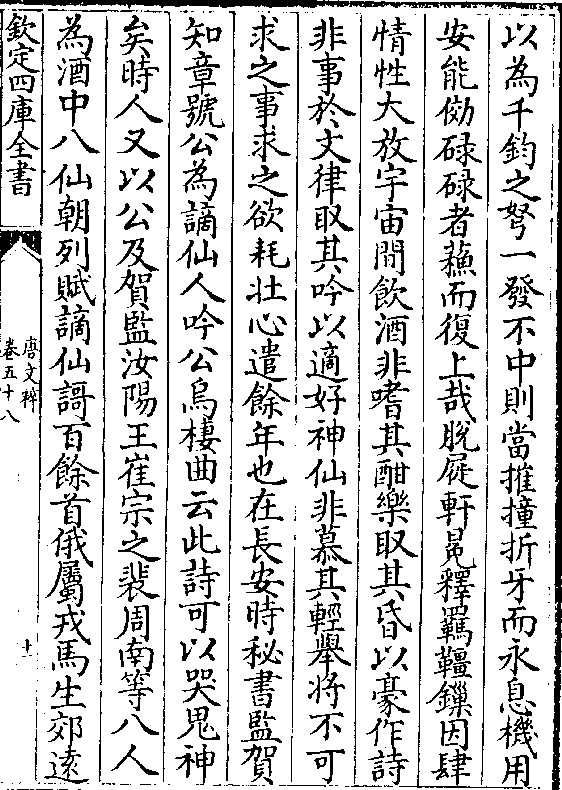 以為千鈞之弩一發不中則當摧撞折牙而永息機用
安能傚碌碌者蘓而復上哉脫屣軒冕釋羈韁鏁因肆
情性大放宇宙間飲酒非嗜其酣樂取其昏以豪作詩
非事於文律取其吟以適好神仙非慕其輕舉將不可
求之事求之欲耗壯心遣餘年也在長安時秘書監賀
知章號公為謫仙人吟公烏棲曲云此詩可以哭鬼神
矣時人又以公及賀監汝陽王崔宗之裴周南等八人
為酒中八仙朝列賦謫仙謌百餘首俄屬戎馬生郊逺
欽定四庫全書
唐文粹
卷五十八
十一